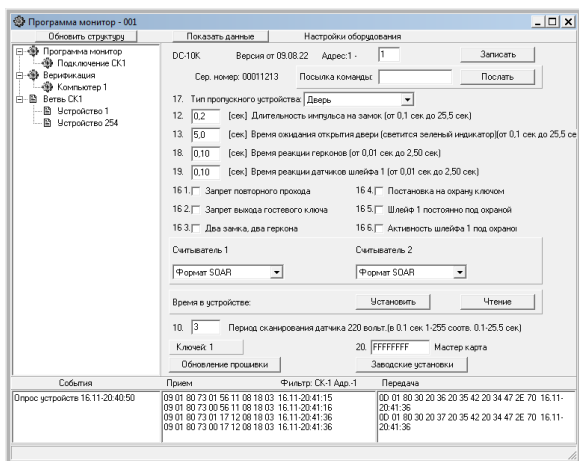 Программа монитор - 001
Обновить структуру
Показать данные
Настройки оборудования
Программа монитор
Подключение СК1
Верификация
Компьютер 1
Ветвь СК1
Устройство 1
Устройство 254
DC-10K Версия от 09.08.22 Адрес:1 - 1 Записать
Сер. номер: 00011213 Посылка команды: Послать
17. Тип пропускного устройства: Дверь
12. 0,2 [сек] Длительность импульса на замок (от 0,1 сек до 25,5 сек)
13. 5,0 [сек] Время ожидания открытия двери (светится зеленый индикатор)(от 0,1 сек до 25,5 се
18. 0,10 [сек] Время реакции герконов (от 0,01 сек до 2,50 сек)
19. 0,10 [сек] Время реакции датчиков шлейфа 1 (от 0,01 сек до 2,50 сек)
16 1. Запрет повторного прохода 16 4. Постановка на охрану ключом
16 2. Запрет выхода гостевого ключа 16 5. Шлейф 1 постоянно под охраной
16 3. Два замка, два геркона 16 6. Активность шлейфа 1 под охраної
Считыватель 1 Считыватель 2
Формат SOAR Формат SOAR
Время в устройстве: Установить Чтение
10. 3 Период сканирования датчика 220 вольт.(в 0.1 сек 1-255 соотв. 0.1-25.5 сек)
Ключей: 1 20. FFFFFFFF Мастер карта
Обновление прошивки Заводские установки
События Прием Фильтр: СК-1 Адр.-1 Передача
Опрос устройств 16.11-20:40:50
09 01 80 73 01 56 11 08 18 03 16.11-20:41:15
09 01 80 73 00 56 11 08 18 03 16.11-20:41:16
09 01 80 73 01 17 12 08 18 03 16.11-20:41:36
09 01 80 73 00 17 12 08 18 03 16.11-20:41:36
0D 01 80 30 20 36 20 35 42 20 34 47 2E 70 16.11-
20:41:36
0D 01 80 30 20 37 20 35 42 20 34 47 2E 70 16.11-
20:41:36